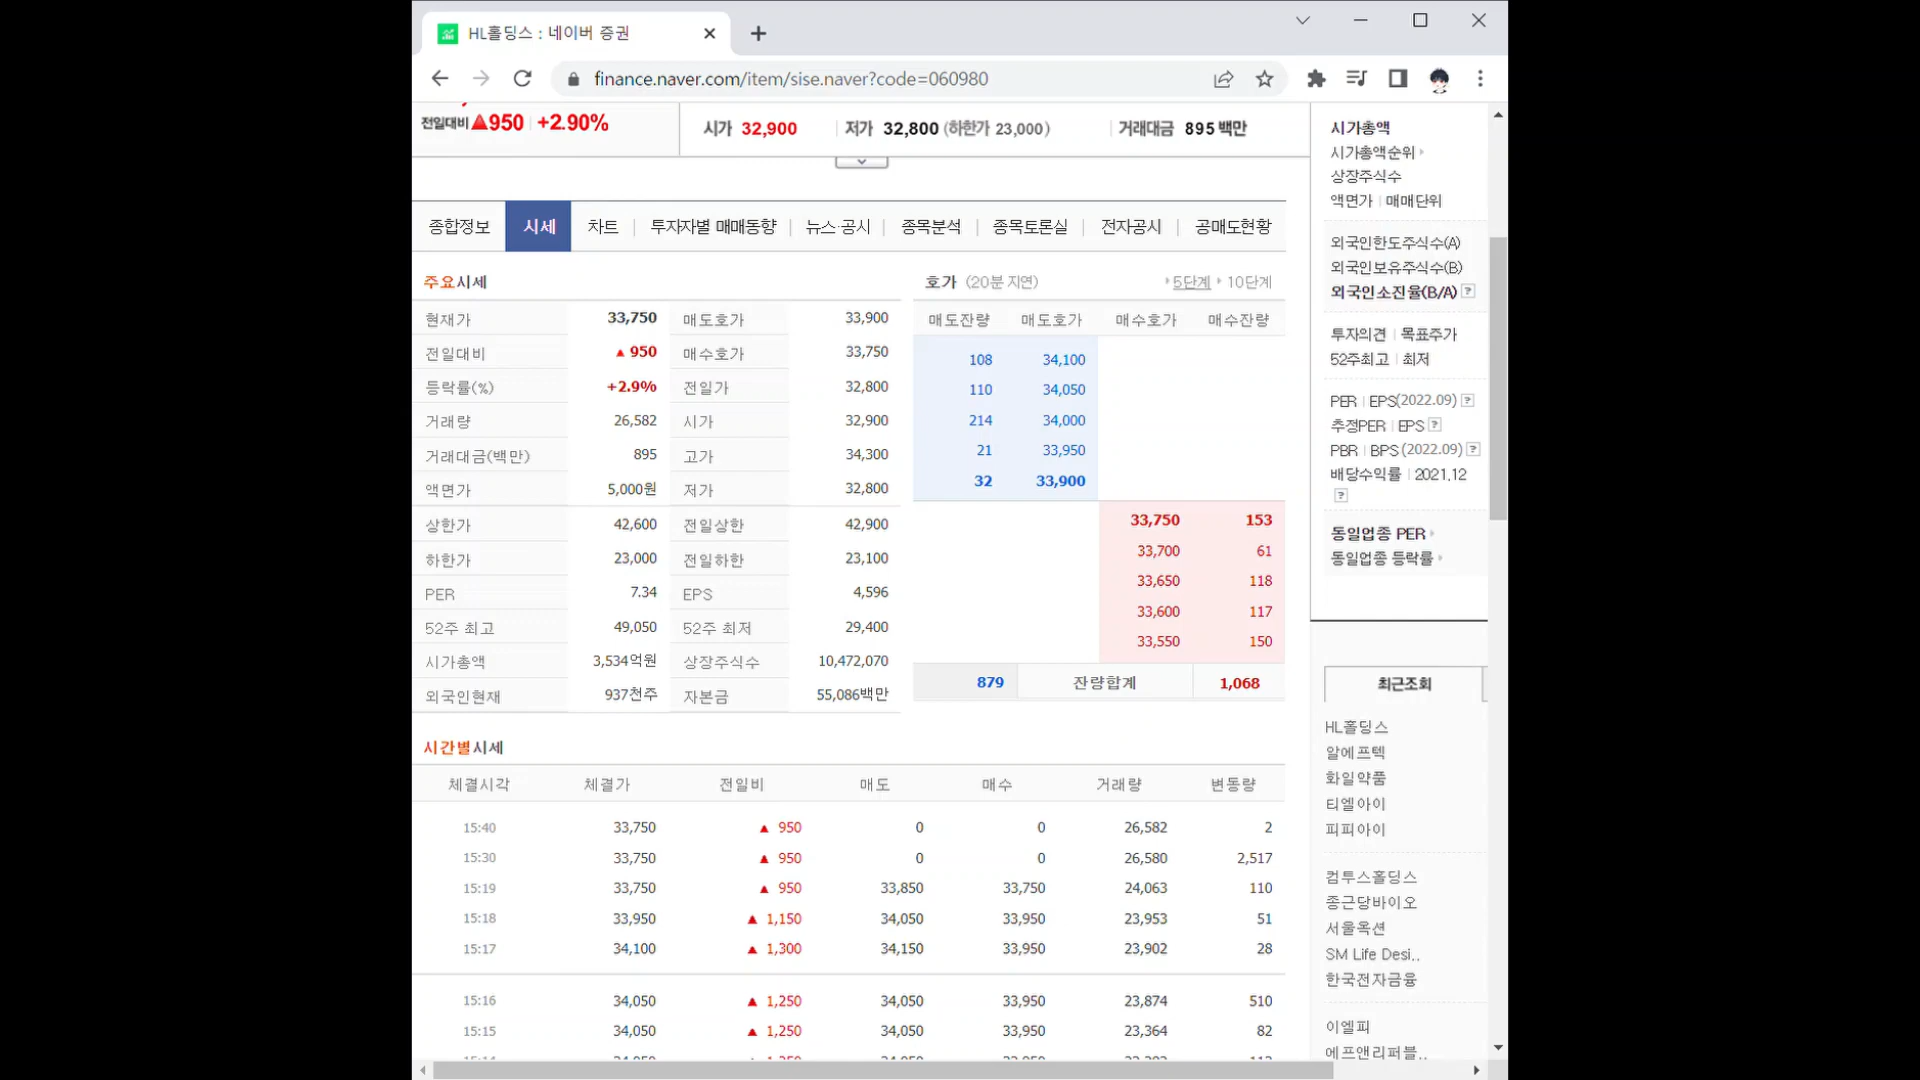 HL홀딩스 : 네이버 증권
finance.naver.com/item/sise.naver?code=060980
전일대비 ▲950 +2.90%
시가 32,900 저가 32,800 (하한가 23,000) 거래대금 895 백만
종합정보 시세 차트 투자자별 매매동향 뉴스·공시 종목분석 종목토론실 전자공시 공매도현황
주요시세
현재가 33,750 매도호가 33,900
전일대비 ▲ 950 매수호가 33,750
등락률(%) +2.9% 전일가 32,800
거래량 26,582 시가 32,900
거래대금(백만) 895 고가 34,300
액면가 5,000원 저가 32,800
상한가 42,600 전일상한 42,900
하한가 23,000 전일하한 23,100
PER 7.34 EPS 4,596
52주 최고 49,050 52주 최저 29,400
시가총액 3,534억원 상장주식수 10,472,070
외국인현재 937천주 자본금 55,086백만
호가 (20분 지연) 5단계 10단계
매도잔량 매도호가 매수호가 매수잔량
108 34,100
110 34,050
214 34,000
21 33,950
32 33,900
33,750 153
33,700 61
33,650 118
33,600 117
33,550 150
879 잔량합계 1,068
시간별시세
체결시각 체결가 전일비 매도 매수 거래량 변동량
15:40 33,750 ▲ 950 0 0 26,582 2
15:30 33,750 ▲ 950 0 0 26,580 2,517
15:19 33,750 ▲ 950 33,850 33,750 24,063 110
15:18 33,950 ▲ 1,150 34,050 33,950 23,953 51
15:17 34,100 ▲ 1,300 34,150 33,950 23,902 28
15:16 34,050 ▲ 1,250 34,050 33,950 23,874 510
15:15 34,050 ▲ 1,250 34,050 33,950 23,364 82
시가총액
시가총액순위
상장주식수
액면가 | 매매단위
외국인한도주식수(A)
외국인보유주식수(B)
외국인소진율(B/A) ?
투자의견 | 목표주가
52주최고 | 최저
PER | EPS(2022.09) ?
추정PER | EPS ?
PBR | BPS (2022.09) ?
배당수익률 | 2021.12
?
동일업종 PER
동일업종 등락률
최근조회
HL홀딩스
알에프텍
화일약품
티엘아이
피피아이
컴투스홀딩스
종근당바이오
서울옥션
SM Life Desi..
한국전자금융
이엘피
에프앤리퍼블..